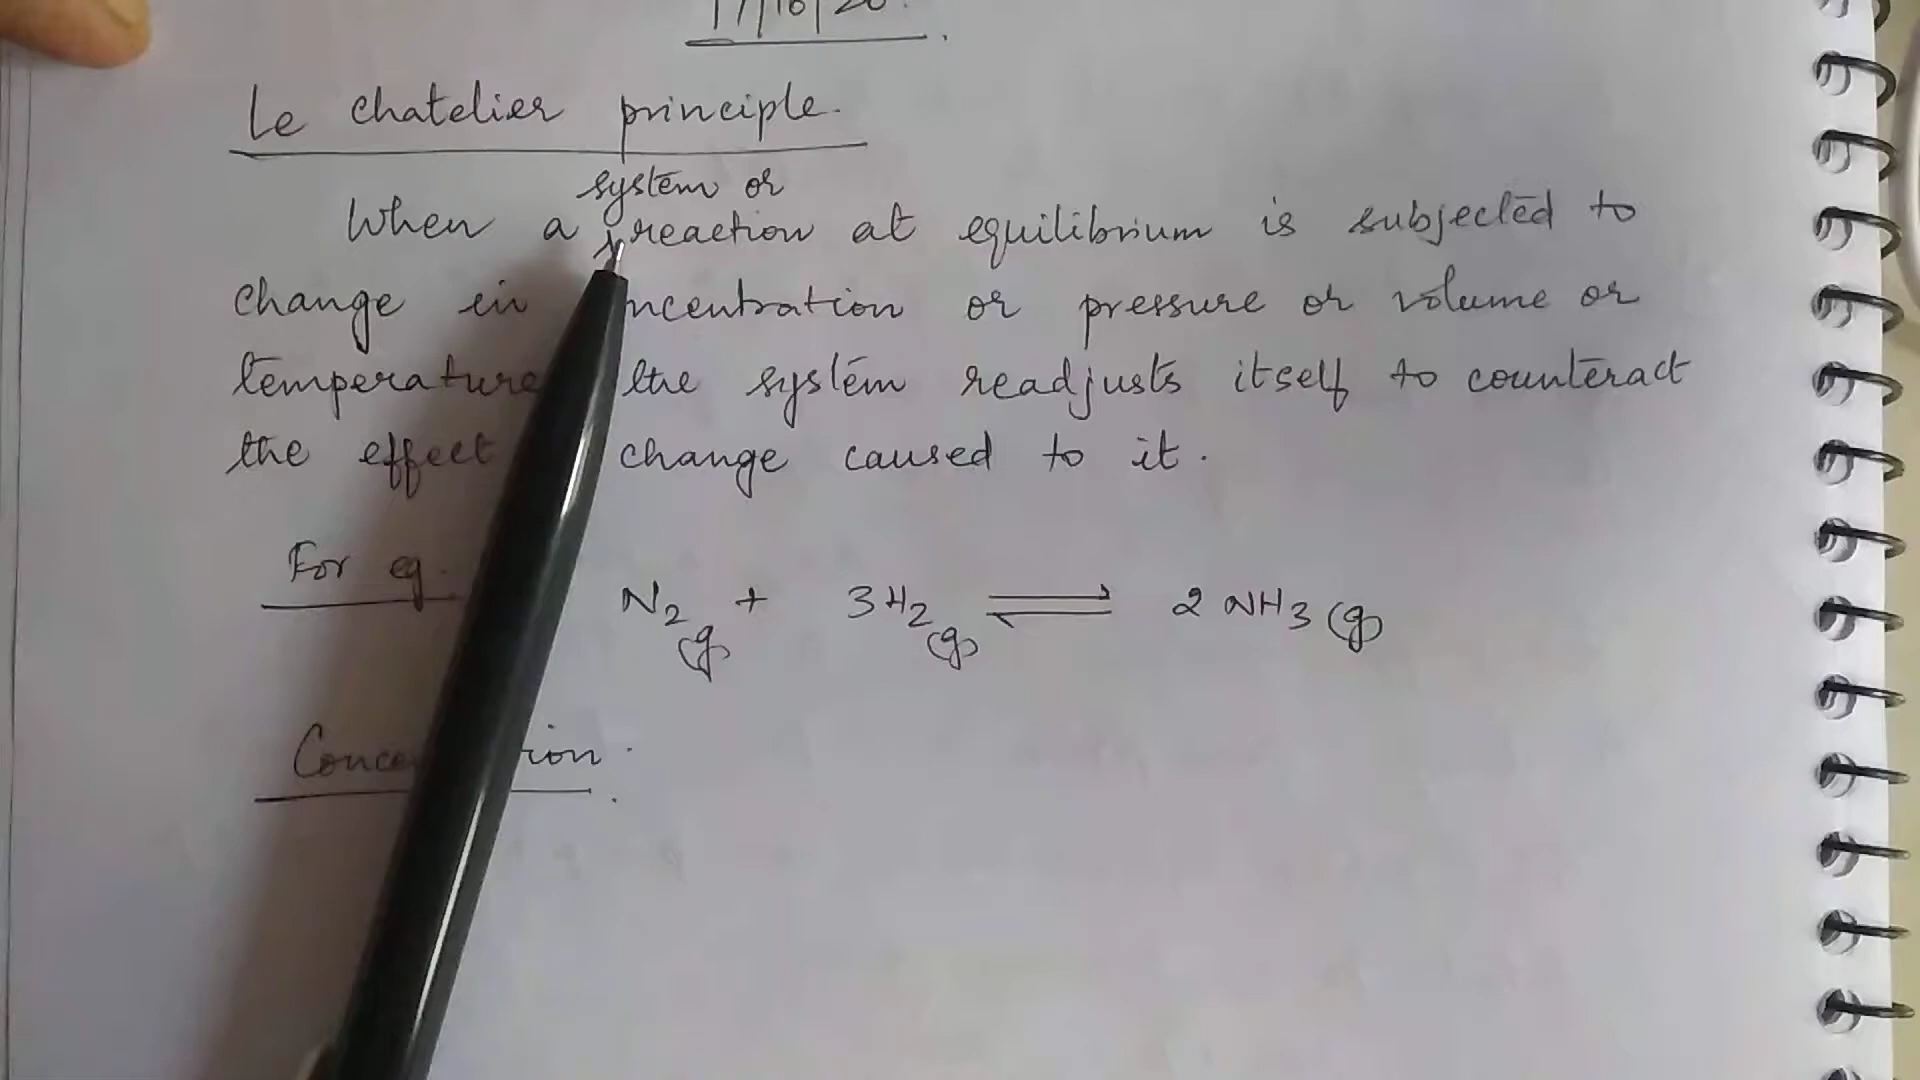 Le chatelier principle.
system or
When a reaction at equilibrium is subjected to
change in ncentration or pressure or volume or
temperature the system readjusts itself to counteract
the effect change caused to it.
For eg. N2(g) + 3H2(g) ⇌ 2NH3(g)
Conce tion.